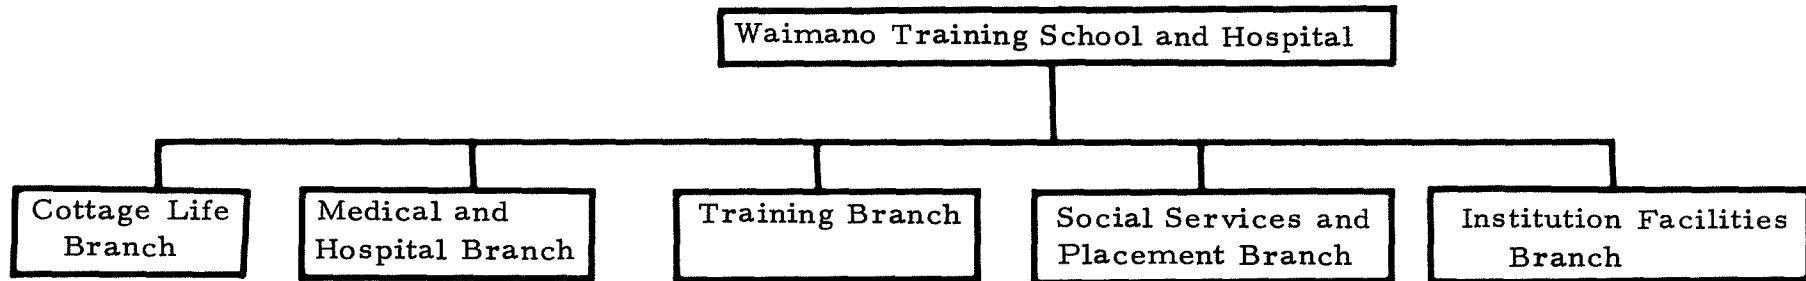 Waimano Training School and Hospital
Cottage Life
Branch
Medical and
Hospital Branch
Training Branch
Social Services and
Placement Branch
Institution Facilities
Branch